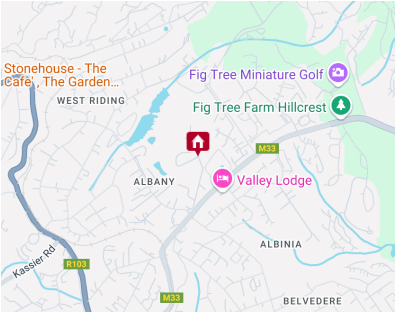 Stonehouse - The
Café , The Garden...
Fig Tree Miniature Golf
WEST RIDING
Fig Tree Farm Hillcrest
M33
ALBANY
Valley Lodge
ALBINIA
Kassier Rd
R103
M33
BELVEDERE